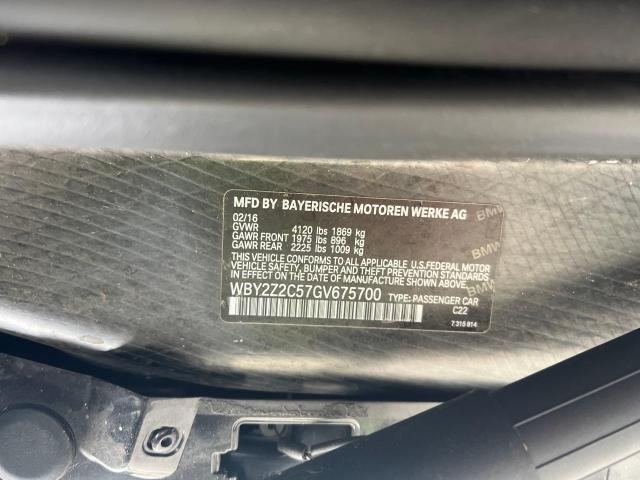 MFD BY BAYERISCHE MOTOREN WERKE AG
02/16
GVWR 4120 lbs 1869 kg
GAWR FRONT 1975 lbs 896 kg
GAWR REAR 2225 lbs 1009 kg
THIS VEHICLE CONFORMS TO ALL APPLICABLE U.S. FEDERAL MOTOR
VEHICLE SAFETY, BUMPER, AND THEFT PREVENTION STANDARDS
IN EFFECT ON THE DATE OF MANUFACTURE SHOWN ABOVE.
WBY2Z2C57GV675700 TYPE: PASSENGER CAR
C22
7 315 814
BMW
BMW
BMW